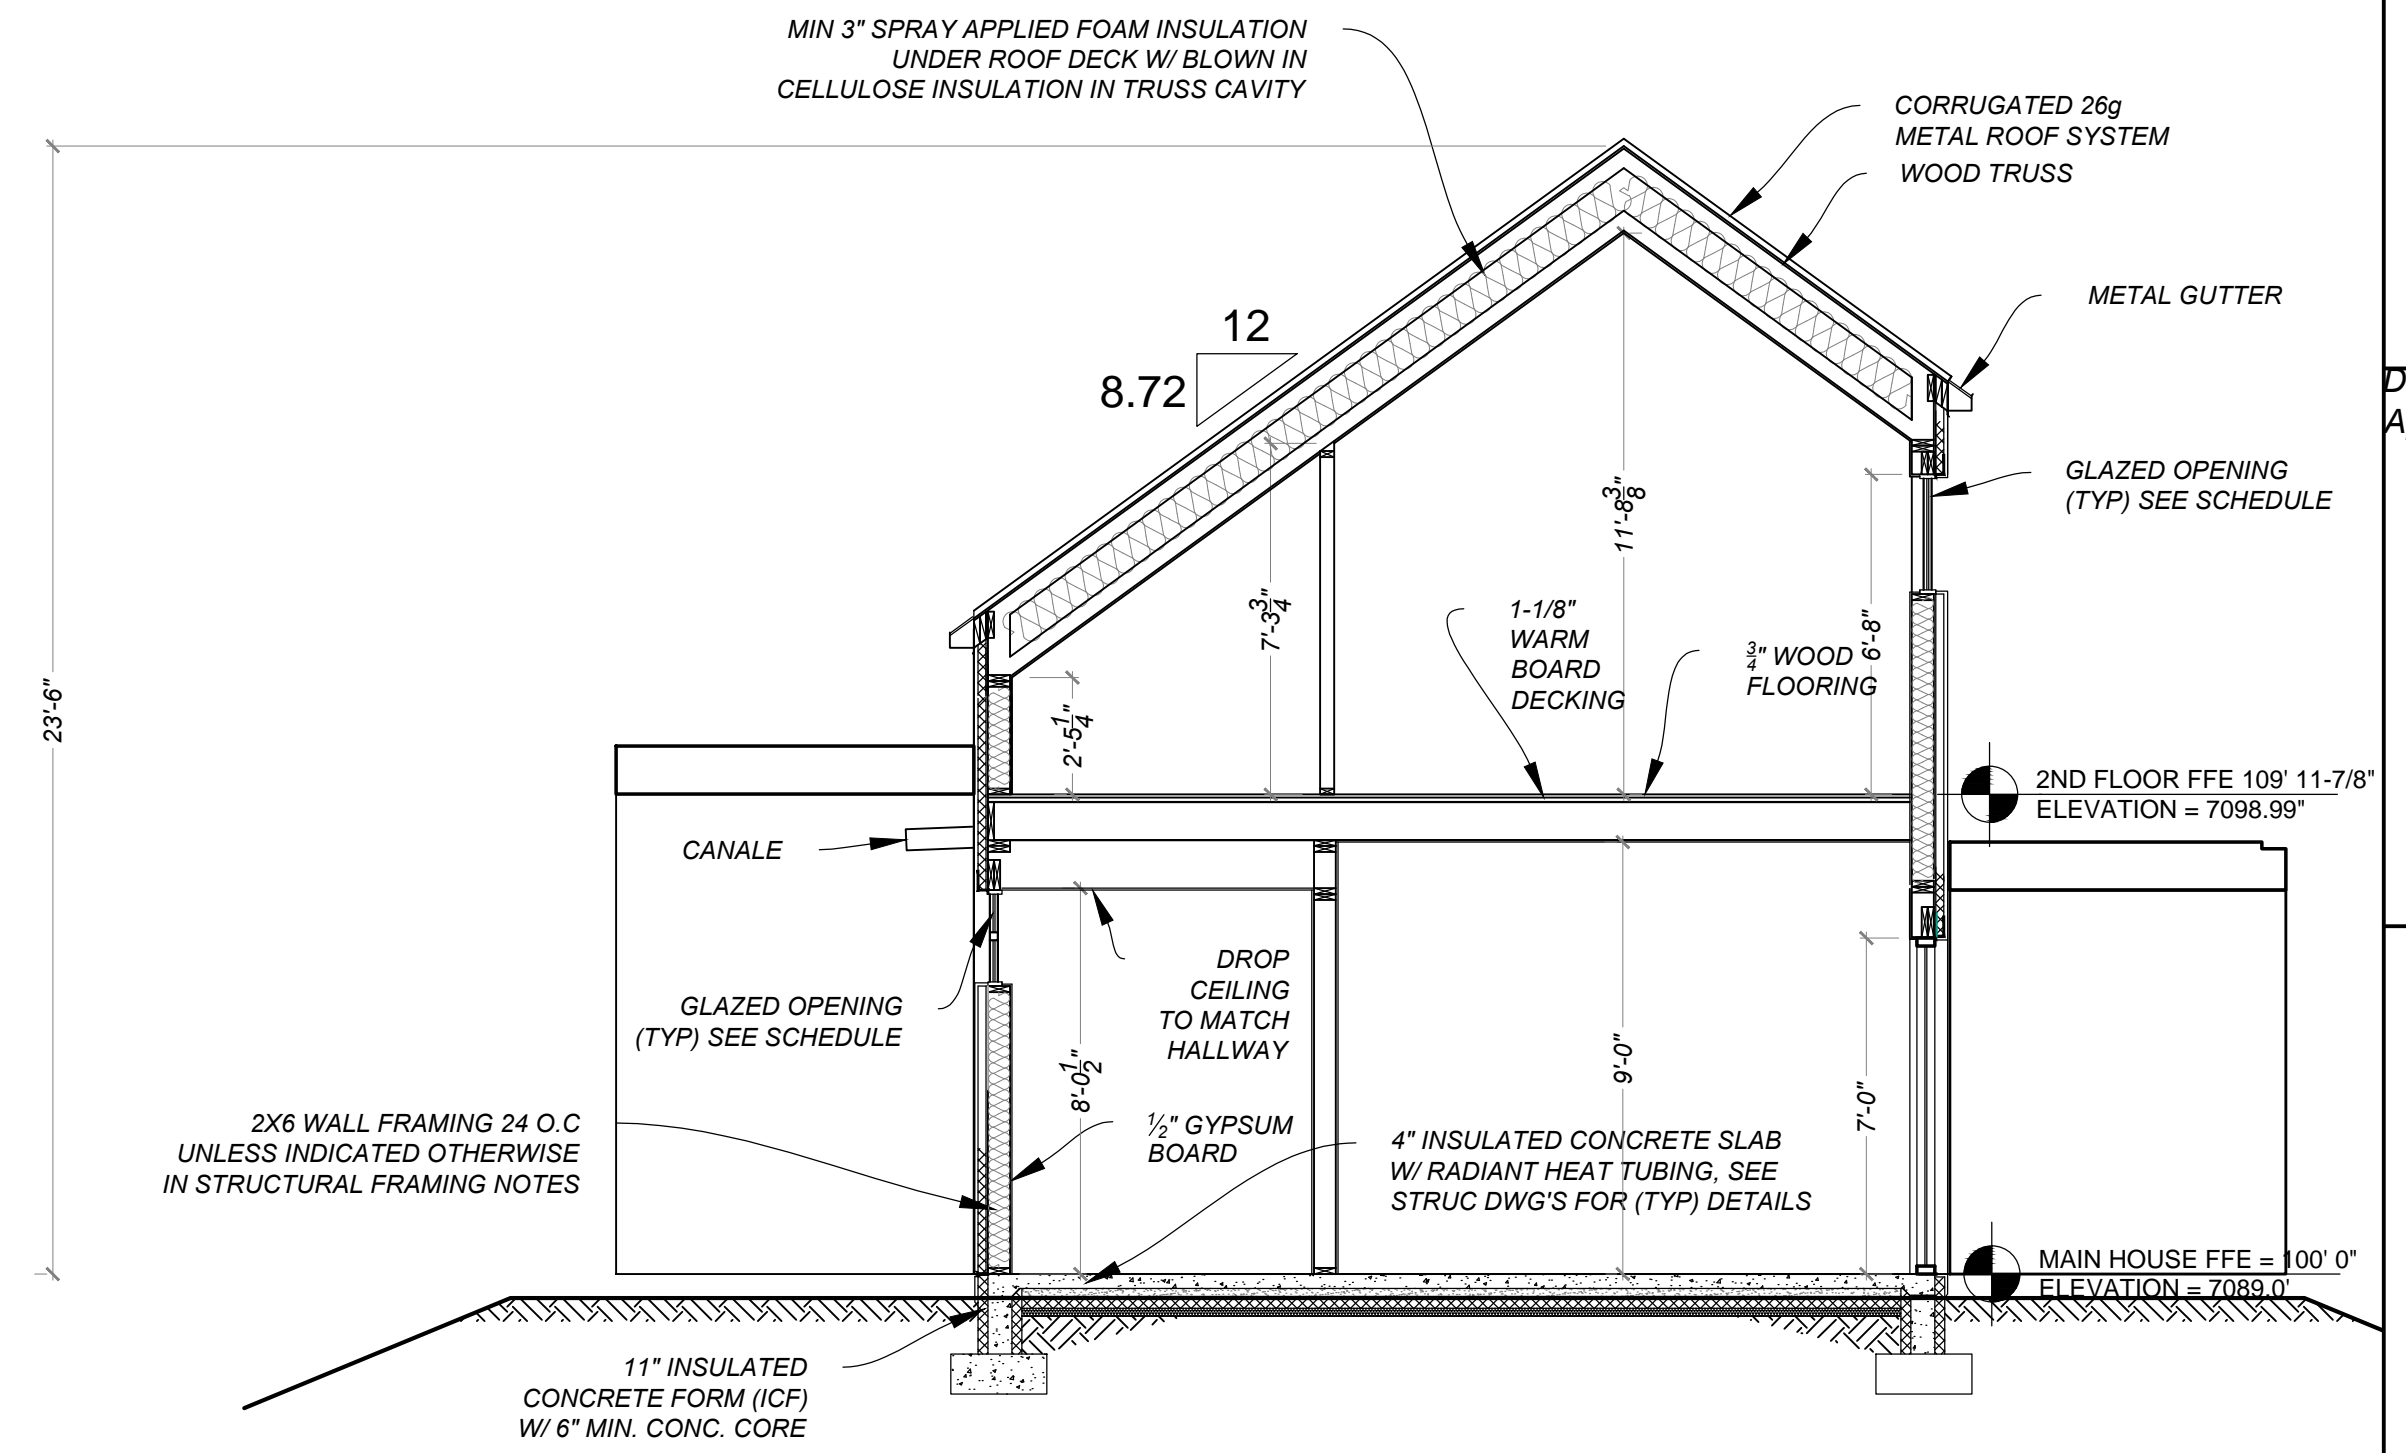 MIN 3" SPRAY APPLIED FOAM INSULATION
UNDER ROOF DECK W/ BLOWN IN
CELLULOSE INSULATION IN TRUSS CAVITY
CORRUGATED 26g
METAL ROOF SYSTEM
WOOD TRUSS
METAL GUTTER
12
8.72
D
A
GLAZED OPENING
(TYP) SEE SCHEDULE
11'-8 3/8"
7'-3 3/4"
6'-8"
1-1/8"
WARM
BOARD
DECKING
3/4" WOOD
FLOORING
23'-6"
2'-5 1/4"
2ND FLOOR FFE 109' 11-7/8"
ELEVATION = 7098.99"
CANALE
GLAZED OPENING
(TYP) SEE SCHEDULE
DROP
CEILING
TO MATCH
HALLWAY
8'-0 1/2"
9'-0"
7'-0"
2X6 WALL FRAMING 24 O.C
UNLESS INDICATED OTHERWISE
IN STRUCTURAL FRAMING NOTES
½" GYPSUM
BOARD
4" INSULATED CONCRETE SLAB
W/ RADIANT HEAT TUBING, SEE
STRUC DWG'S FOR (TYP) DETAILS
MAIN HOUSE FFE = 100' 0"
ELEVATION = 7089.0'
11" INSULATED
CONCRETE FORM (ICF)
W/ 6" MIN. CONC. CORE